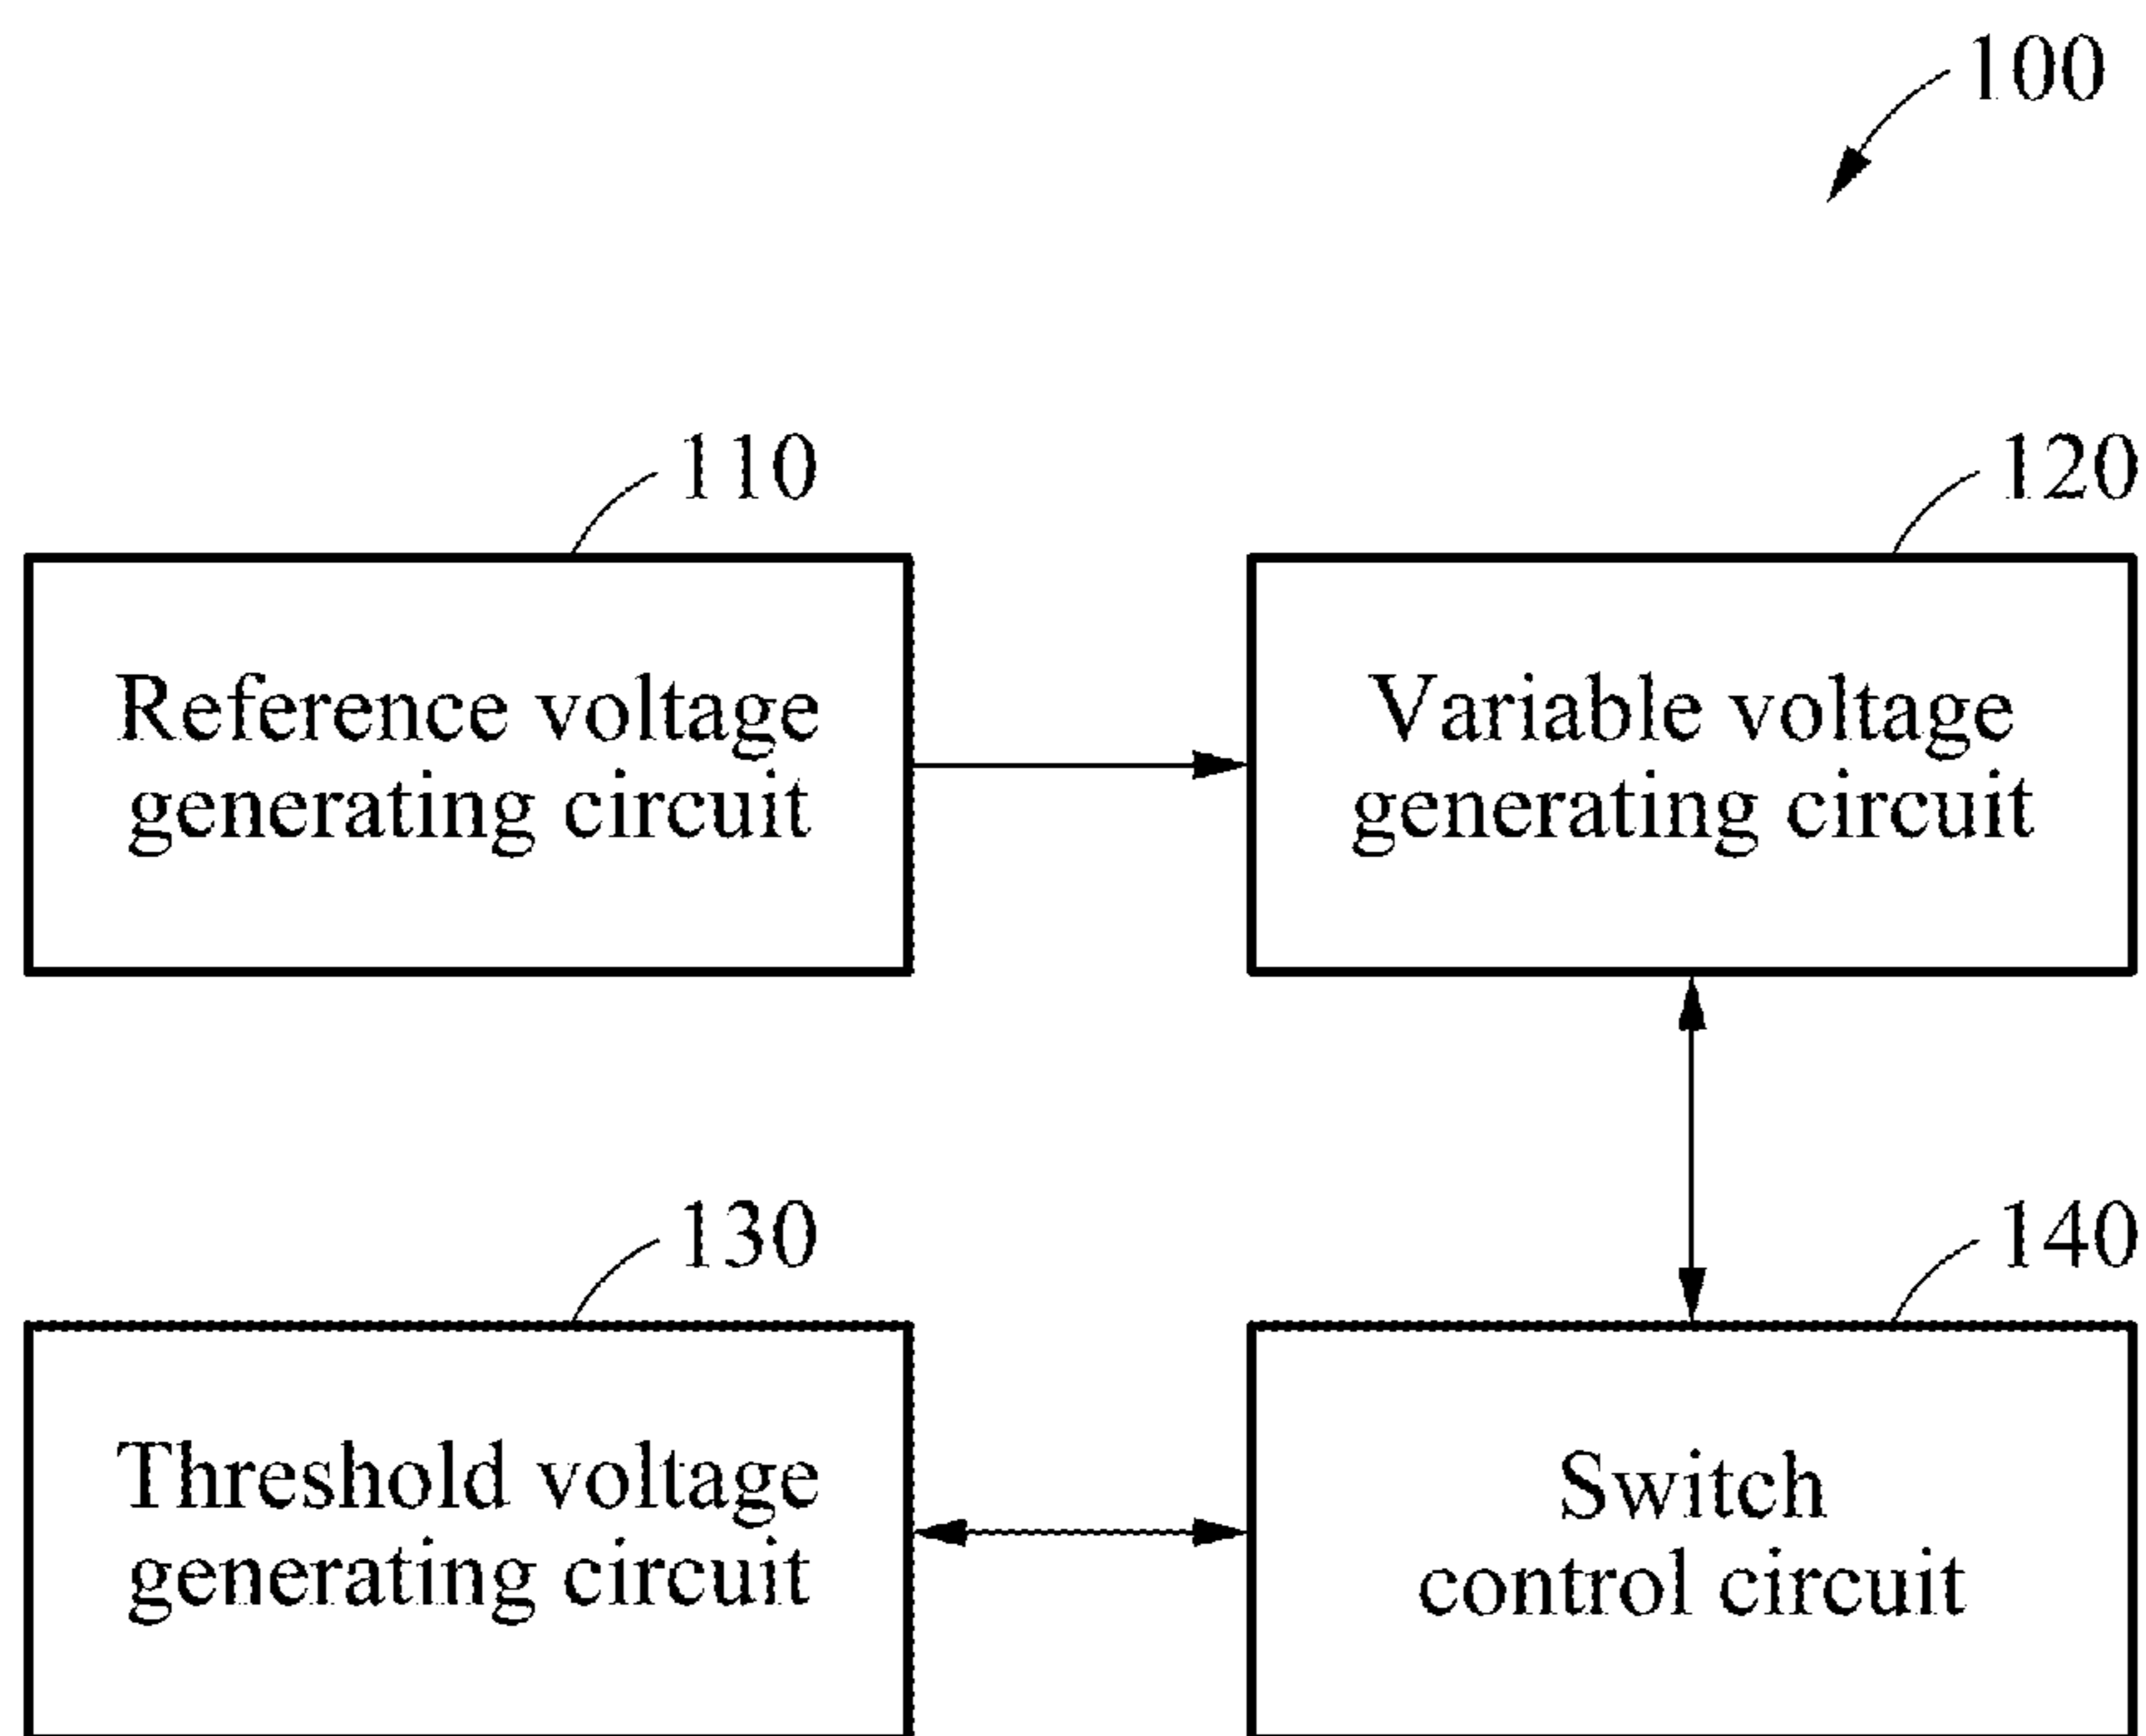 100
110
120
Reference voltage
generating circuit
Variable voltage
generating circuit
130
140
Threshold voltage
generating circuit
Switch
control circuit